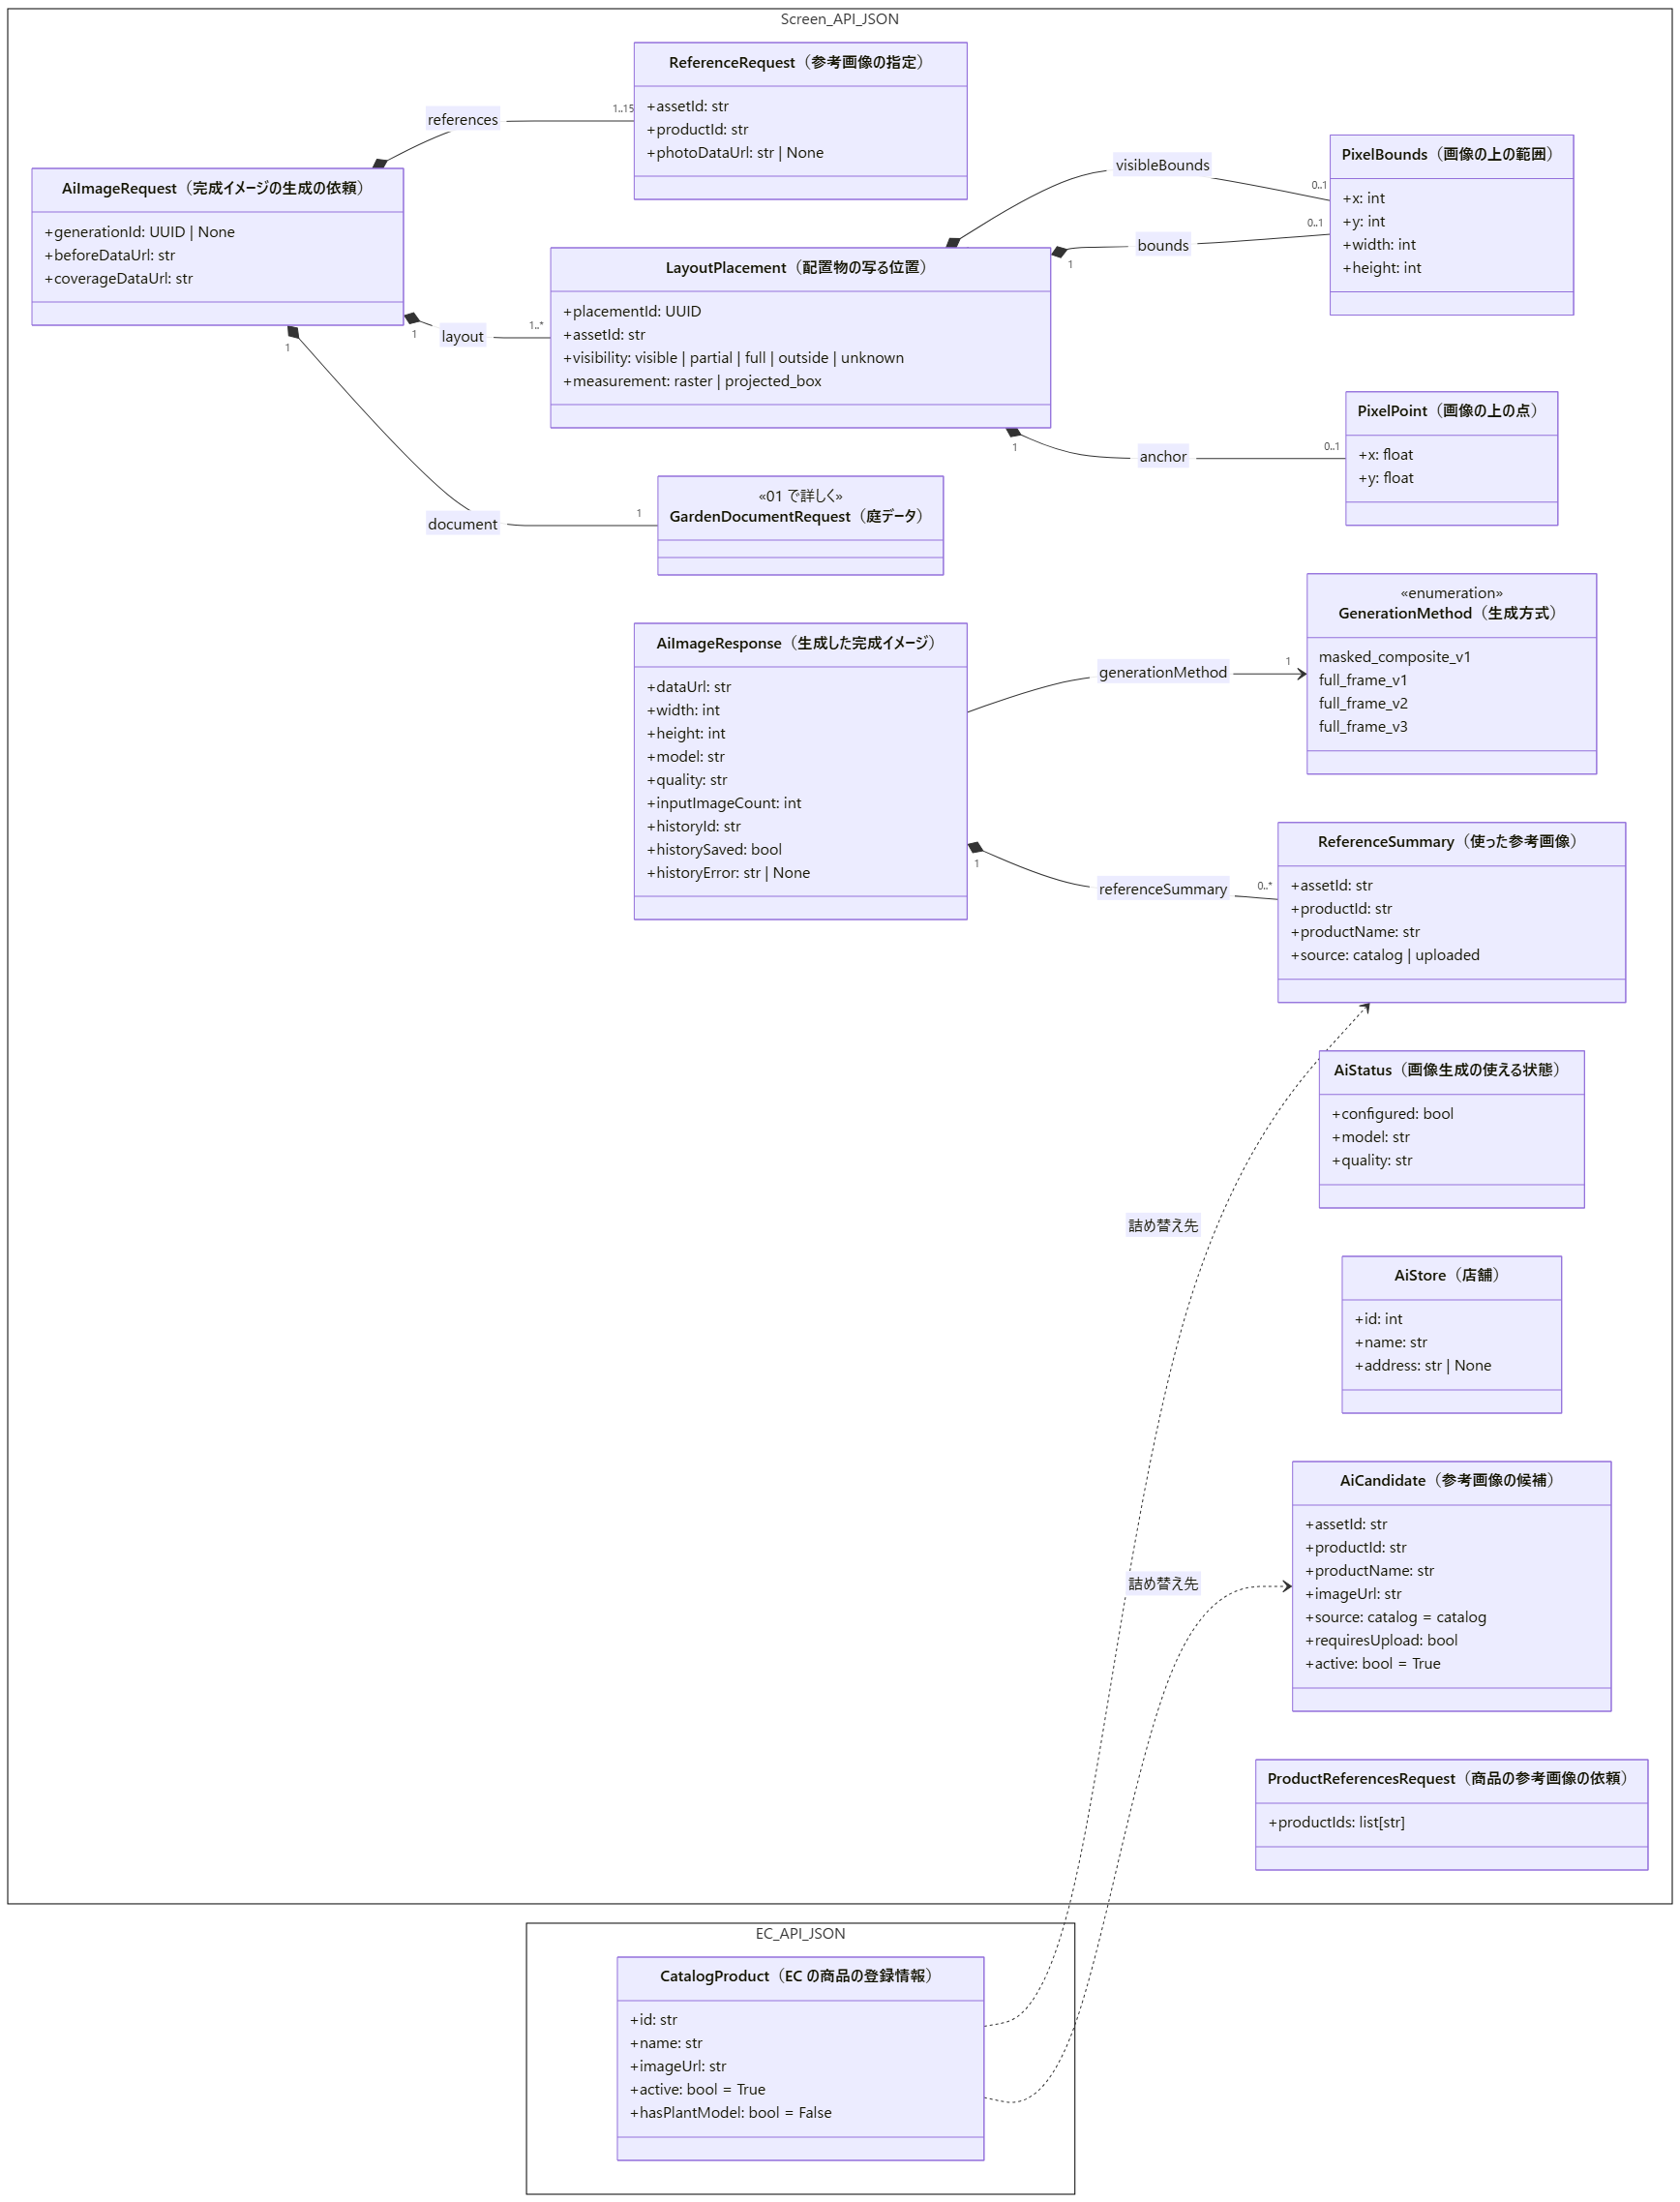 Screen_API_JSON
ReferenceRequest（参考画像の指定）
+assetId: str
+productId: str
+photoDataUrl: str | None
references
1..15
AiImageRequest（完成イメージの生成の依頼）
+generationId: UUID | None
+beforeDataUrl: str
+coverageDataUrl: str
visibleBounds
0..1
PixelBounds（画像の上の範囲）
+x: int
+y: int
+width: int
+height: int
bounds
1
0..1
LayoutPlacement（配置物の写る位置）
+placementId: UUID
+assetId: str
+visibility: visible | partial | full | outside | unknown
+measurement: raster | projected_box
1
layout
1..*
1
PixelPoint（画像の上の点）
+x: float
+y: float
1
anchor
0..1
«01 で詳しく»
GardenDocumentRequest（庭データ）
document
1
AiImageResponse（生成した完成イメージ）
+dataUrl: str
+width: int
+height: int
+model: str
+quality: str
+inputImageCount: int
+historyId: str
+historySaved: bool
+historyError: str | None
generationMethod
1
«enumeration»
GenerationMethod（生成方式）
masked_composite_v1
full_frame_v1
full_frame_v2
full_frame_v3
1
referenceSummary
0..*
ReferenceSummary（使った参考画像）
+assetId: str
+productId: str
+productName: str
+source: catalog | uploaded
AiStatus（画像生成の使える状態）
+configured: bool
+model: str
+quality: str
詰め替え先
AiStore（店舗）
+id: int
+name: str
+address: str | None
AiCandidate（参考画像の候補）
+assetId: str
+productId: str
+productName: str
+imageUrl: str
+source: catalog = catalog
+requiresUpload: bool
+active: bool = True
詰め替え先
ProductReferencesRequest（商品の参考画像の依頼）
+productIds: list[str]
EC_API_JSON
CatalogProduct（EC の商品の登録情報）
+id: str
+name: str
+imageUrl: str
+active: bool = True
+hasPlantModel: bool = False